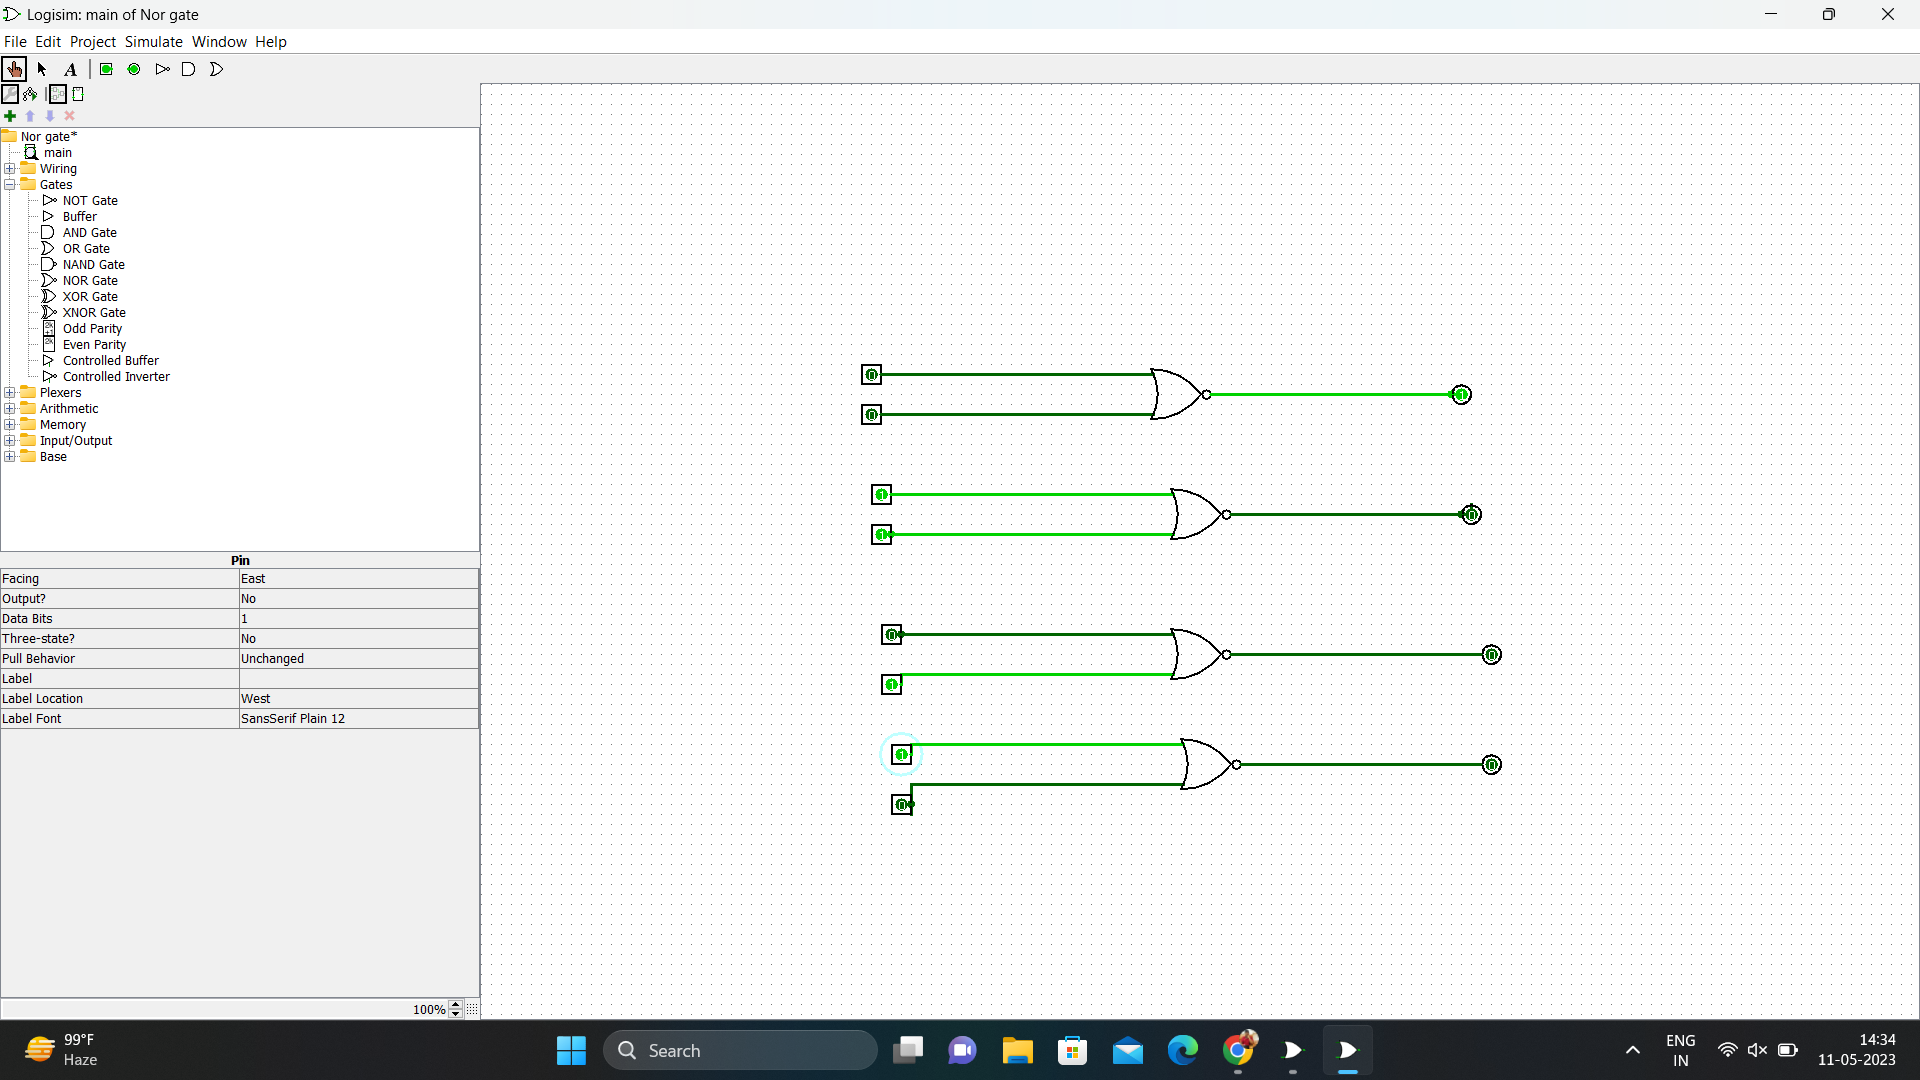 Logisim: main of Nor gate
File Edit Project Simulate Window Help
A
Nor gate*
main
Wiring
Gates
NOT Gate
Buffer
AND Gate
OR Gate
NAND Gate
NOR Gate
XOR Gate
XNOR Gate
Odd Parity
Even Parity
Controlled Buffer
Controlled Inverter
Plexers
Arithmetic
Memory
Input/Output
Base
Pin
Facing East
Output? No
Data Bits 1
Three-state? No
Pull Behavior Unchanged
Label
Label Location West
Label Font SansSerif Plain 12
100%
0
0
1
1
1
0
0
1
0
1
0
0
99°F
Haze
Search
ENG
IN
14:34
11-05-2023